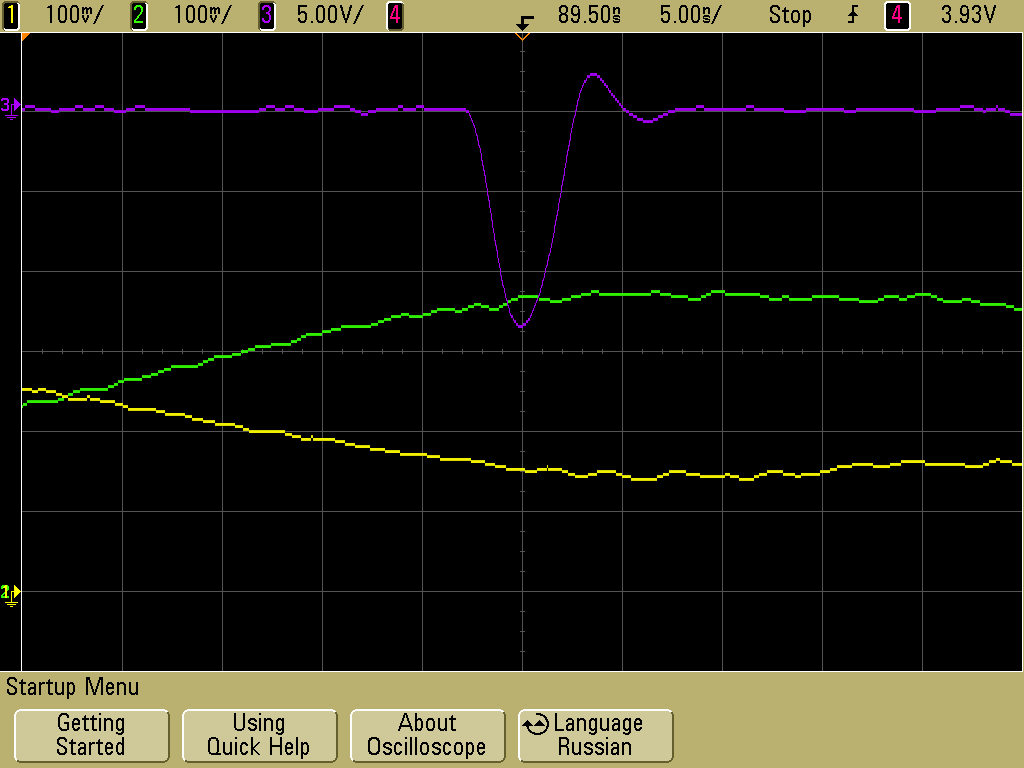 1 100mV/ 2 100mV/ 3 5.00V/ 4 89.50ns 5.00ns/ Stop 4 3.93V
3
2
Startup Menu
Getting Started
Using Quick Help
About Oscilloscope
Language Russian